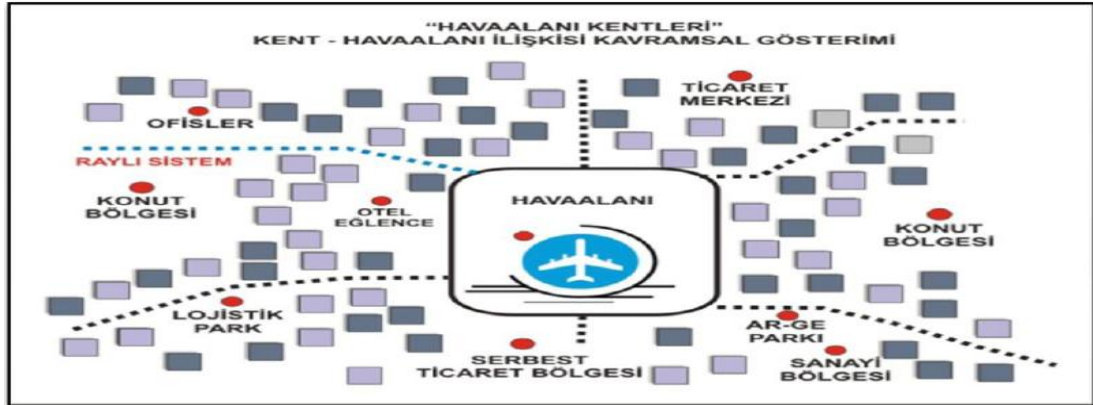 “HAVAALANI KENTLERİ”
KENT - HAVAALANI İLİŞKİSİ KAVRAMSAL GÖSTERİMİ
TİCARET
MERKEZİ
OFİSLER
RAYLI SİSTEM
KONUT
BÖLGESİ
OTEL
EĞLENCE
HAVAALANI
KONUT
BÖLGESİ
LOJİSTİK
PARK
SERBEST
TİCARET BÖLGESİ
AR-GE
PARKI
SANAYİ
BÖLGESİ